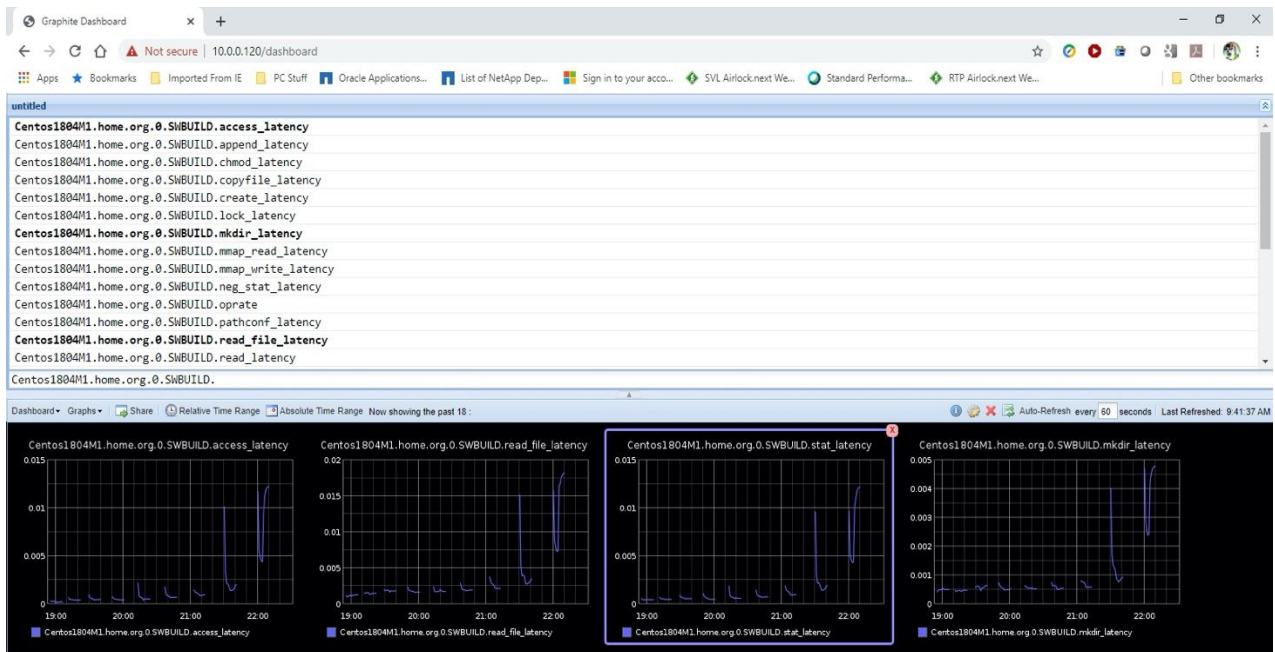 Graphite Dashboard
Not secure | 10.0.0.120/dashboard
Apps Bookmarks Imported From IE PC Stuff Oracle Applications... List of NetApp Dep... Sign in to your acco... SVL Airlock.next We... Standard Performa... RTP Airlock.next We... Other bookmarks
untitled
Centos1804M1.home.org.0.SWBUILD.access_latency
Centos1804M1.home.org.0.SWBUILD.append_latency
Centos1804M1.home.org.0.SWBUILD.chmod_latency
Centos1804M1.home.org.0.SWBUILD.copyfile_latency
Centos1804M1.home.org.0.SWBUILD.create_latency
Centos1804M1.home.org.0.SWBUILD.lock_latency
Centos1804M1.home.org.0.SWBUILD.mkdir_latency
Centos1804M1.home.org.0.SWBUILD.mmap_read_latency
Centos1804M1.home.org.0.SWBUILD.mmap_write_latency
Centos1804M1.home.org.0.SWBUILD.neg_stat_latency
Centos1804M1.home.org.0.SWBUILD.oprate
Centos1804M1.home.org.0.SWBUILD.pathconf_latency
Centos1804M1.home.org.0.SWBUILD.read_file_latency
Centos1804M1.home.org.0.SWBUILD.read_latency
Centos1804M1.home.org.0.SWBUILD.
Dashboard Graphs Share Relative Time Range Absolute Time Range Now showing the past 18 : Auto-Refresh every 60 seconds Last Refreshed: 9:41:37 AM
Centos1804M1.home.org.0.SWBUILD.access_latency
0.015
0.01
0.005
0
19:00 20:00 21:00 22:00
Centos1804M1.home.org.0.SWBUILD.access_latency
Centos1804M1.home.org.0.SWBUILD.read_file_latency
0.02
0.015
0.01
0.005
0
19:00 20:00 21:00 22:00
Centos1804M1.home.org.0.SWBUILD.read_file_latency
Centos1804M1.home.org.0.SWBUILD.stat_latency
0.015
0.01
0.005
0
19:00 20:00 21:00 22:00
Centos1804M1.home.org.0.SWBUILD.stat_latency
Centos1804M1.home.org.0.SWBUILD.mkdir_latency
0.005
0.004
0.003
0.002
0.001
0
19:00 20:00 21:00 22:00
Centos1804M1.home.org.0.SWBUILD.mkdir_latency